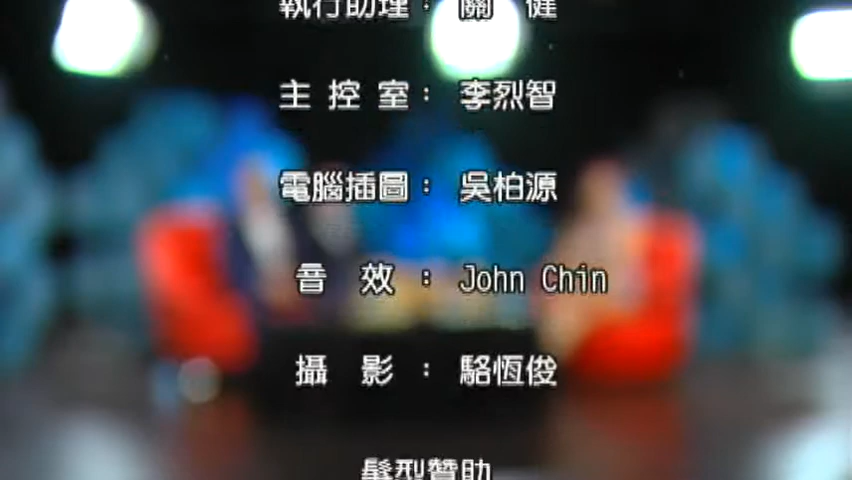 執行助理： 關　健
主 控 室： 李烈智
電腦插圖： 吳柏源
音　效 ： John Chin
攝　影 ： 駱恆俊
髮型贊助